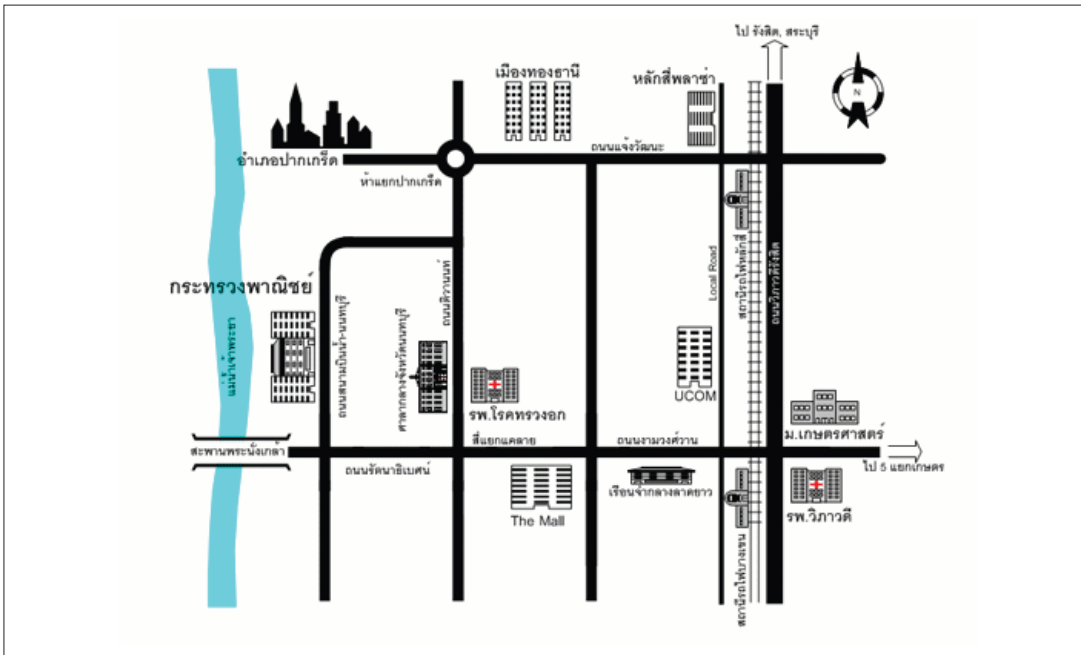 ไป รังสิต, สระบุรี
เมืองทองธานี
หลักสี่พลาซ่า
N
ถนนแจ้งวัฒนะ
อำเภอปากเกร็ด
ห้าแยกปากเกร็ด
กระทรวงพาณิชย์
แม่น้ำเจ้าพระยา
ถนนสนามบินน้ำ-นนทบุรี
ศาลากลางจังหวัดนนทบุรี
ถนนติวานนท์
Local Road
สถานีรถไฟหลักสี่
ถนนวิภาวดีรังสิต
รพ.โรคทรวงอก
UCOM
ม.เกษตรศาสตร์
สะพานพระนั่งเกล้า
ถนนรัตนาธิเบศน์
สี่แยกแคลาย
ถนนงามวงศ์วาน
ไป 5 แยกเกษตร
The Mall
เรือนจำกลางลาดยาว
สถานีรถไฟบางเขน
รพ.วิภาวดี